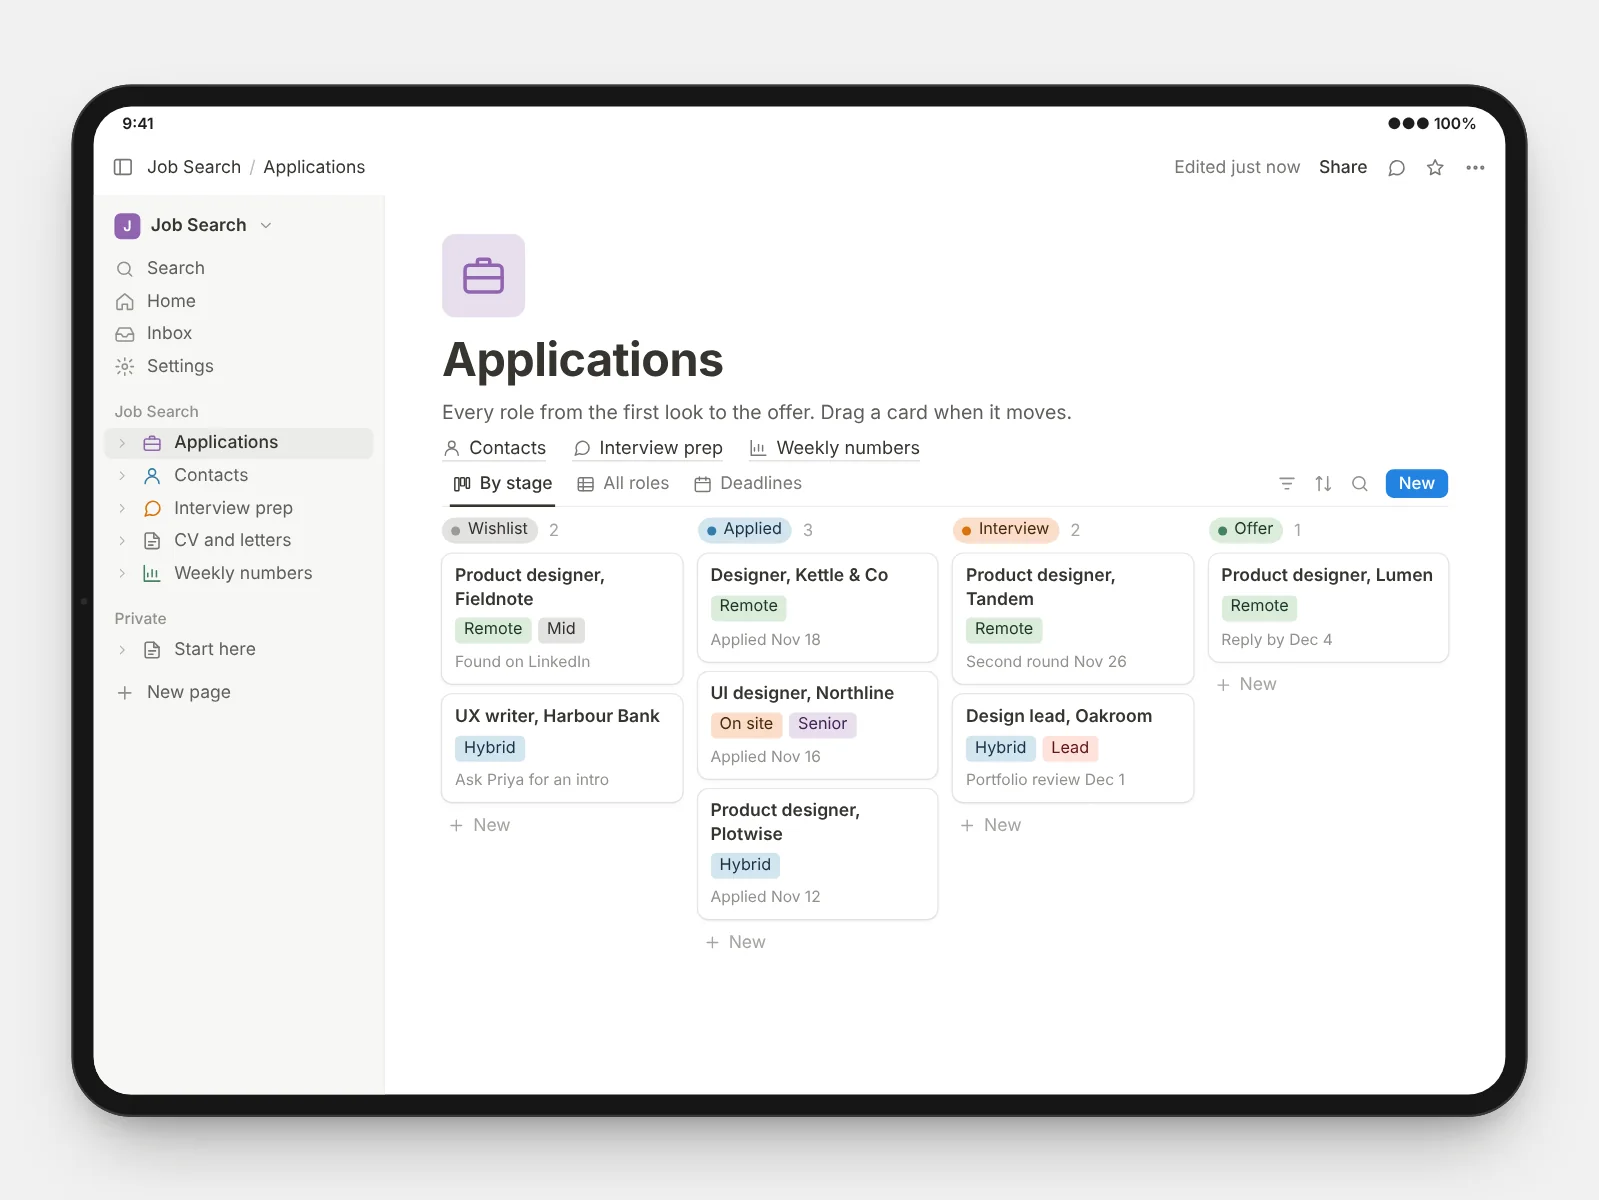 9:41
100%
Job Search / Applications
Edited just now
Share
J
Job Search
Search
Home
Inbox
Settings
Job Search
Applications
Contacts
Interview prep
CV and letters
Weekly numbers
Private
Start here
New page
Applications
Every role from the first look to the offer. Drag a card when it moves.
Contacts
Interview prep
Weekly numbers
By stage
All roles
Deadlines
New
Wishlist 2
Product designer,
Fieldnote
Remote
Mid
Found on LinkedIn
UX writer, Harbour Bank
Hybrid
Ask Priya for an intro
New
Applied 3
Designer, Kettle & Co
Remote
Applied Nov 18
UI designer, Northline
On site
Senior
Applied Nov 16
Product designer,
Plotwise
Hybrid
Applied Nov 12
New
Interview 2
Product designer,
Tandem
Remote
Second round Nov 26
Design lead, Oakroom
Hybrid
Lead
Portfolio review Dec 1
New
Offer 1
Product designer, Lumen
Remote
Reply by Dec 4
New